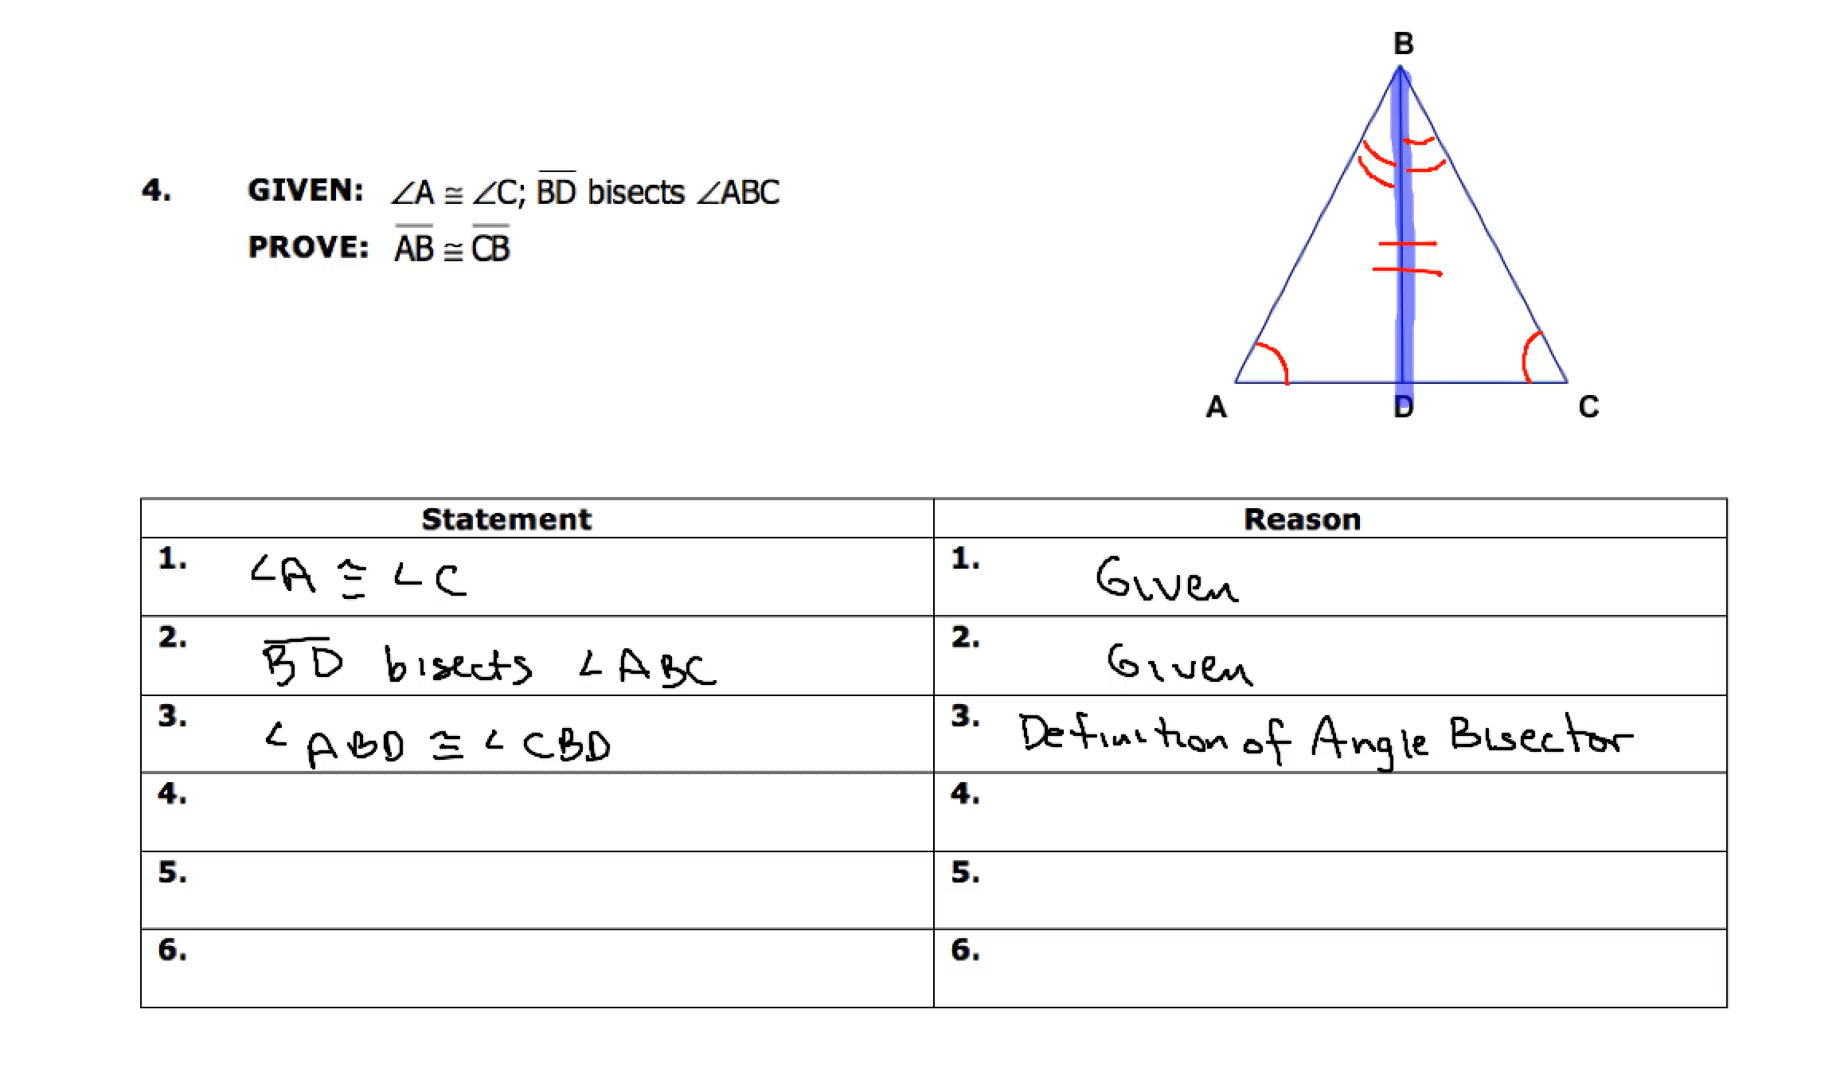 B
4. GIVEN: ∠A ≅ ∠C; BD bisects ∠ABC
PROVE: AB ≅ CB
A D C
Statement Reason
1. ∠A ≅ ∠C 1. Given
2. BD bisects ∠ABC 2. Given
3. ∠ABD ≅ ∠CBD 3. Definition of Angle Bisector
4. 4.
5. 5.
6. 6.